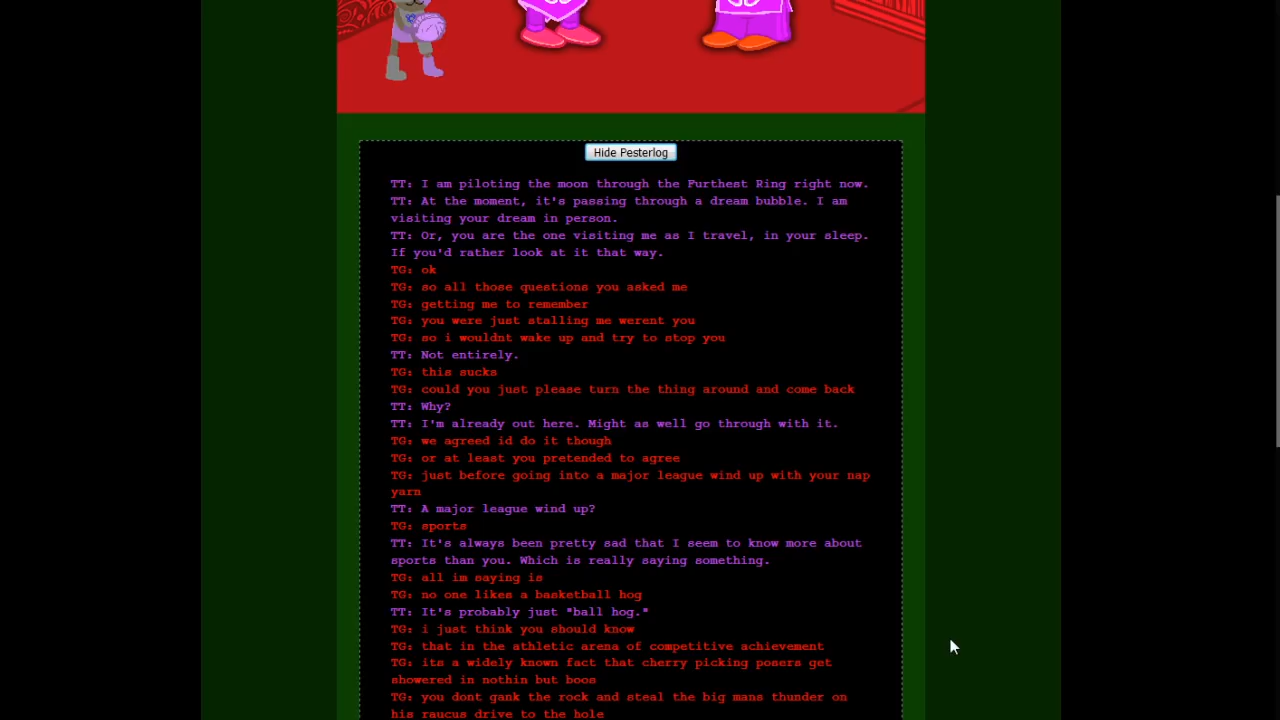 Hide Pesterlog
TT: I am piloting the moon through the Furthest Ring right now.
TT: At the moment, it's passing through a dream bubble. I am
visiting your dream in person.
TT: Or, you are the one visiting me as I travel, in your sleep.
If you'd rather look at it that way.
TG: ok
TG: so all those questions you asked me
TG: getting me to remember
TG: you were just stalling me werent you
TG: so i wouldnt wake up and try to stop you
TT: Not entirely.
TG: this sucks
TG: could you just please turn the thing around and come back
TT: Why?
TT: I'm already out here. Might as well go through with it.
TG: we agreed id do it though
TG: or at least you pretended to agree
TG: just before going into a major league wind up with your nap
yarn
TT: A major league wind up?
TG: sports
TT: It's always been pretty sad that I seem to know more about
sports than you. Which is really saying something.
TG: all im saying is
TG: no one likes a basketball hog
TT: It's probably just "ball hog."
TG: i just think you should know
TG: that in the athletic arena of competitive achievement
TG: its a widely known fact that cherry picking posers get
showered in nothin but boos
TG: you dont gank the rock and steal the big mans thunder on
his raucus drive to the hole